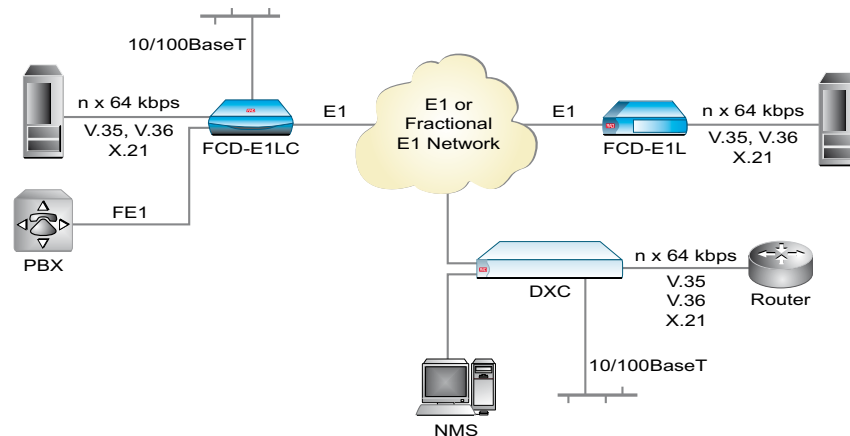 10/100BaseT
n x 64 kbps
V.35, V.36
X.21
FCD-E1LC
E1
E1 or
Fractional
E1 Network
E1
FCD-E1L
n x 64 kbps
V.35, V.36
X.21
FE1
PBX
DXC
n x 64 kbps
V.35
V.36
X.21
Router
10/100BaseT
NMS